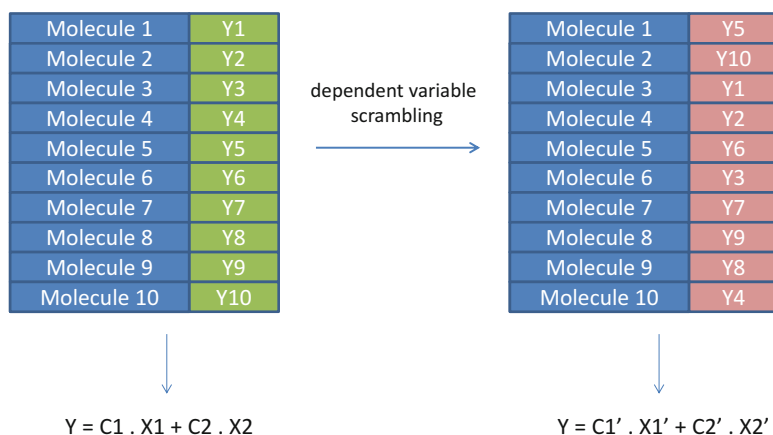 Molecule 1 Y1
Molecule 2 Y2
Molecule 3 Y3
Molecule 4 Y4
Molecule 5 Y5
Molecule 6 Y6
Molecule 7 Y7
Molecule 8 Y8
Molecule 9 Y9
Molecule 10 Y10
Y = C1 . X1 + C2 . X2
dependent variable
scrambling
Molecule 1 Y5
Molecule 2 Y10
Molecule 3 Y1
Molecule 4 Y2
Molecule 5 Y6
Molecule 6 Y3
Molecule 7 Y7
Molecule 8 Y9
Molecule 9 Y8
Molecule 10 Y4
Y = C1’ . X1’ + C2’ . X2’